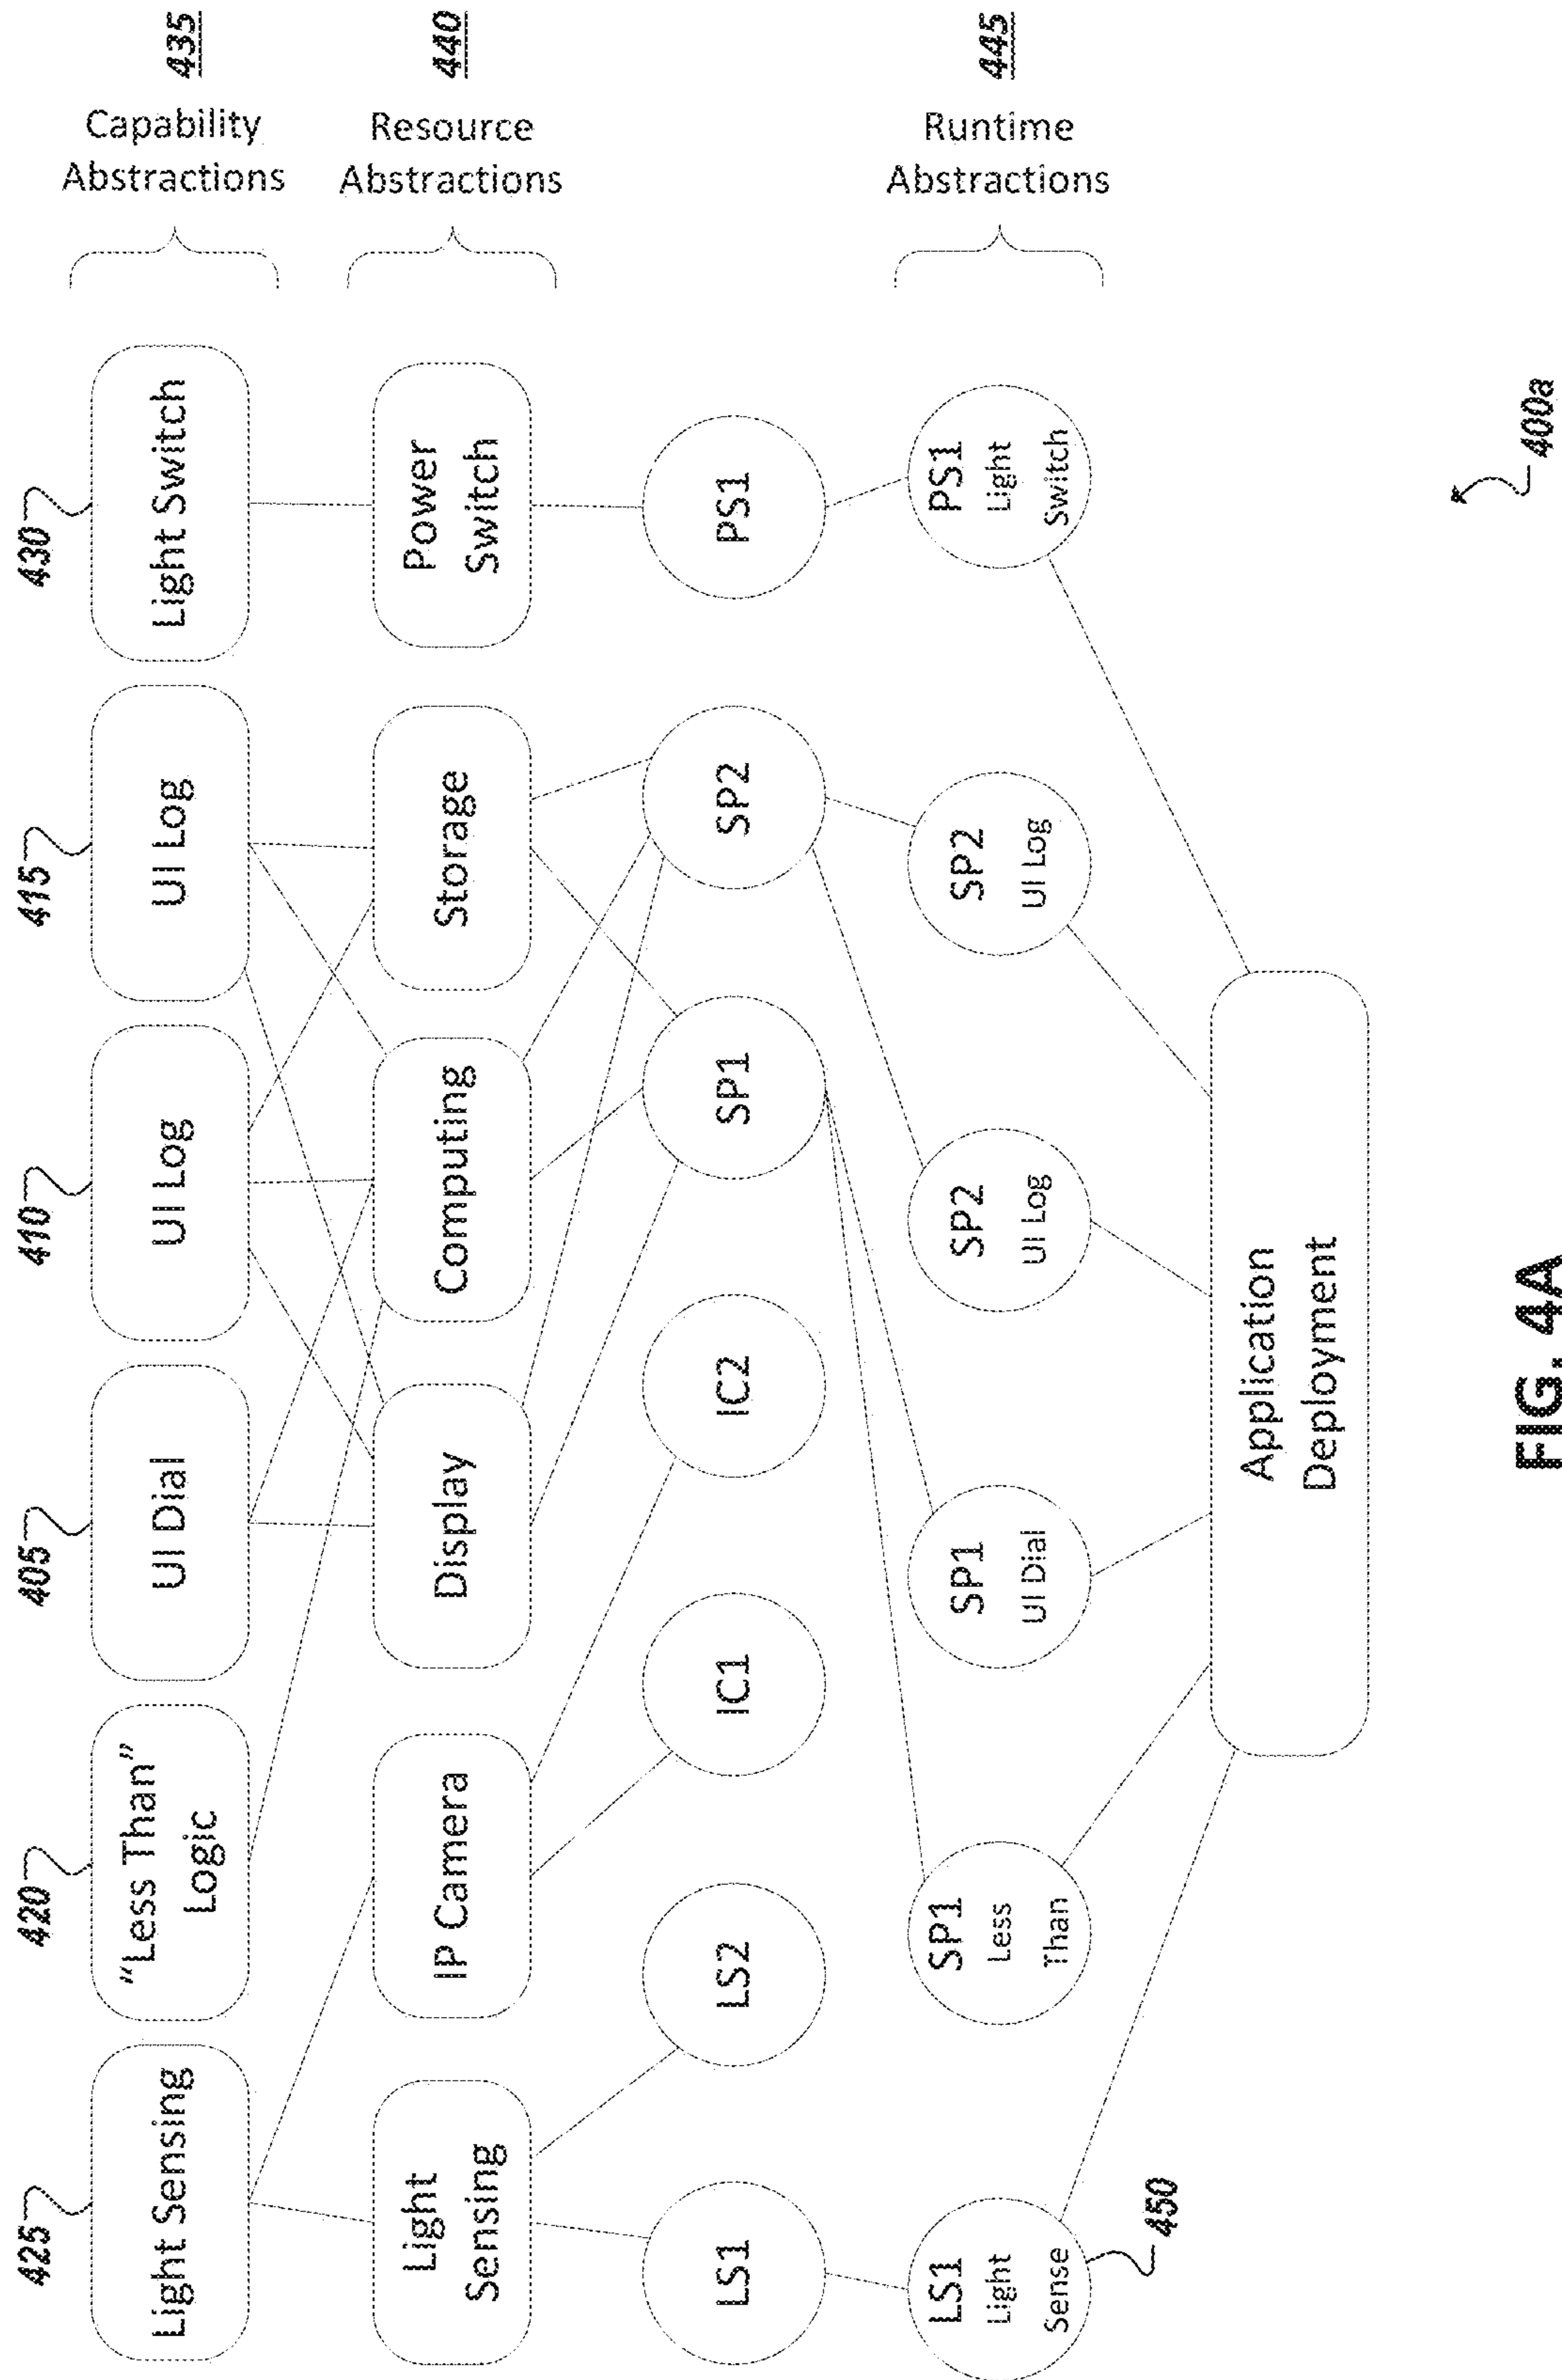 425
420
405
410
415
430
Light Sensing
"Less Than"
Logic
UI Dial
UI Log
UI Log
Light Switch
Capability
Abstractions
435
Light
Sensing
IP Camera
Display
Computing
Storage
Power
Switch
Resource
Abstractions
440
LS1
LS2
IC1
IC2
SP1
SP2
PS1
LS1
Light
Sense
SP1
Less
Than
SP1
UI Dial
SP2
UI Log
SP2
UI Log
PS1
Light
Switch
Runtime
Abstractions
445
450
Application
Deployment
400a
FIG. 4A